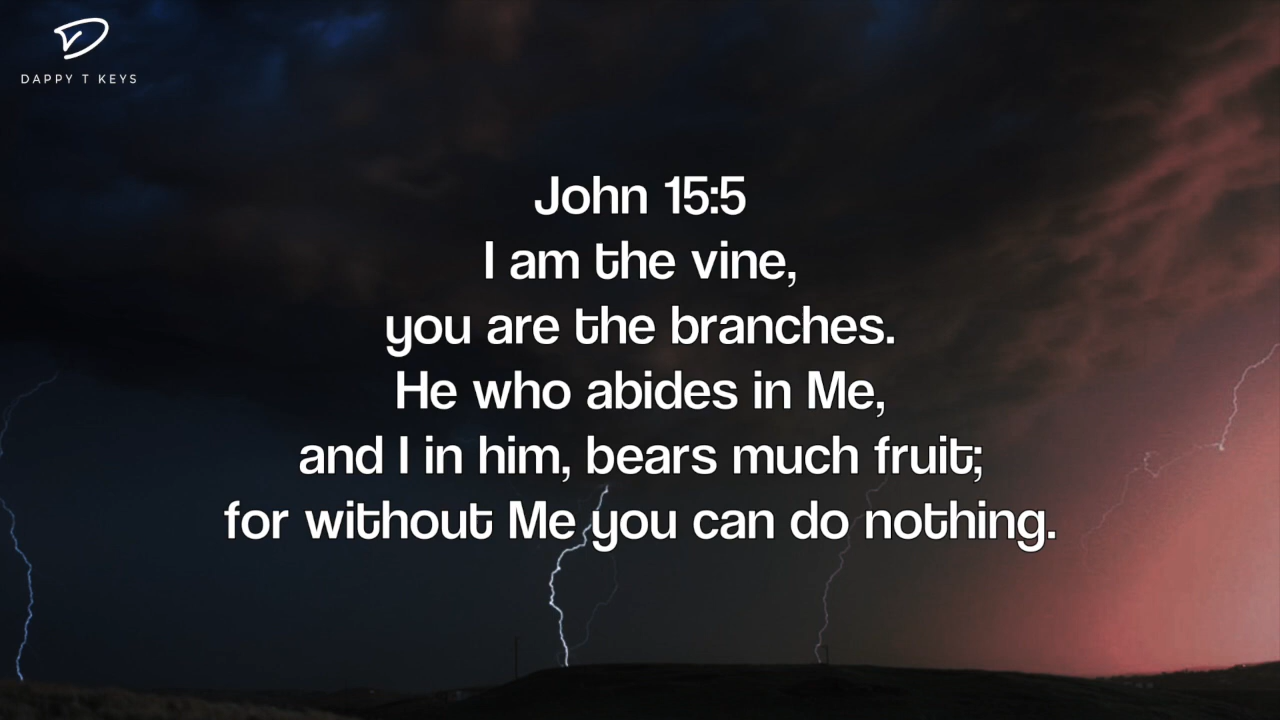 DAPPY T KEYS
John 15:5
I am the vine,
you are the branches.
He who abides in Me,
and I in him, bears much fruit;
for without Me you can do nothing.